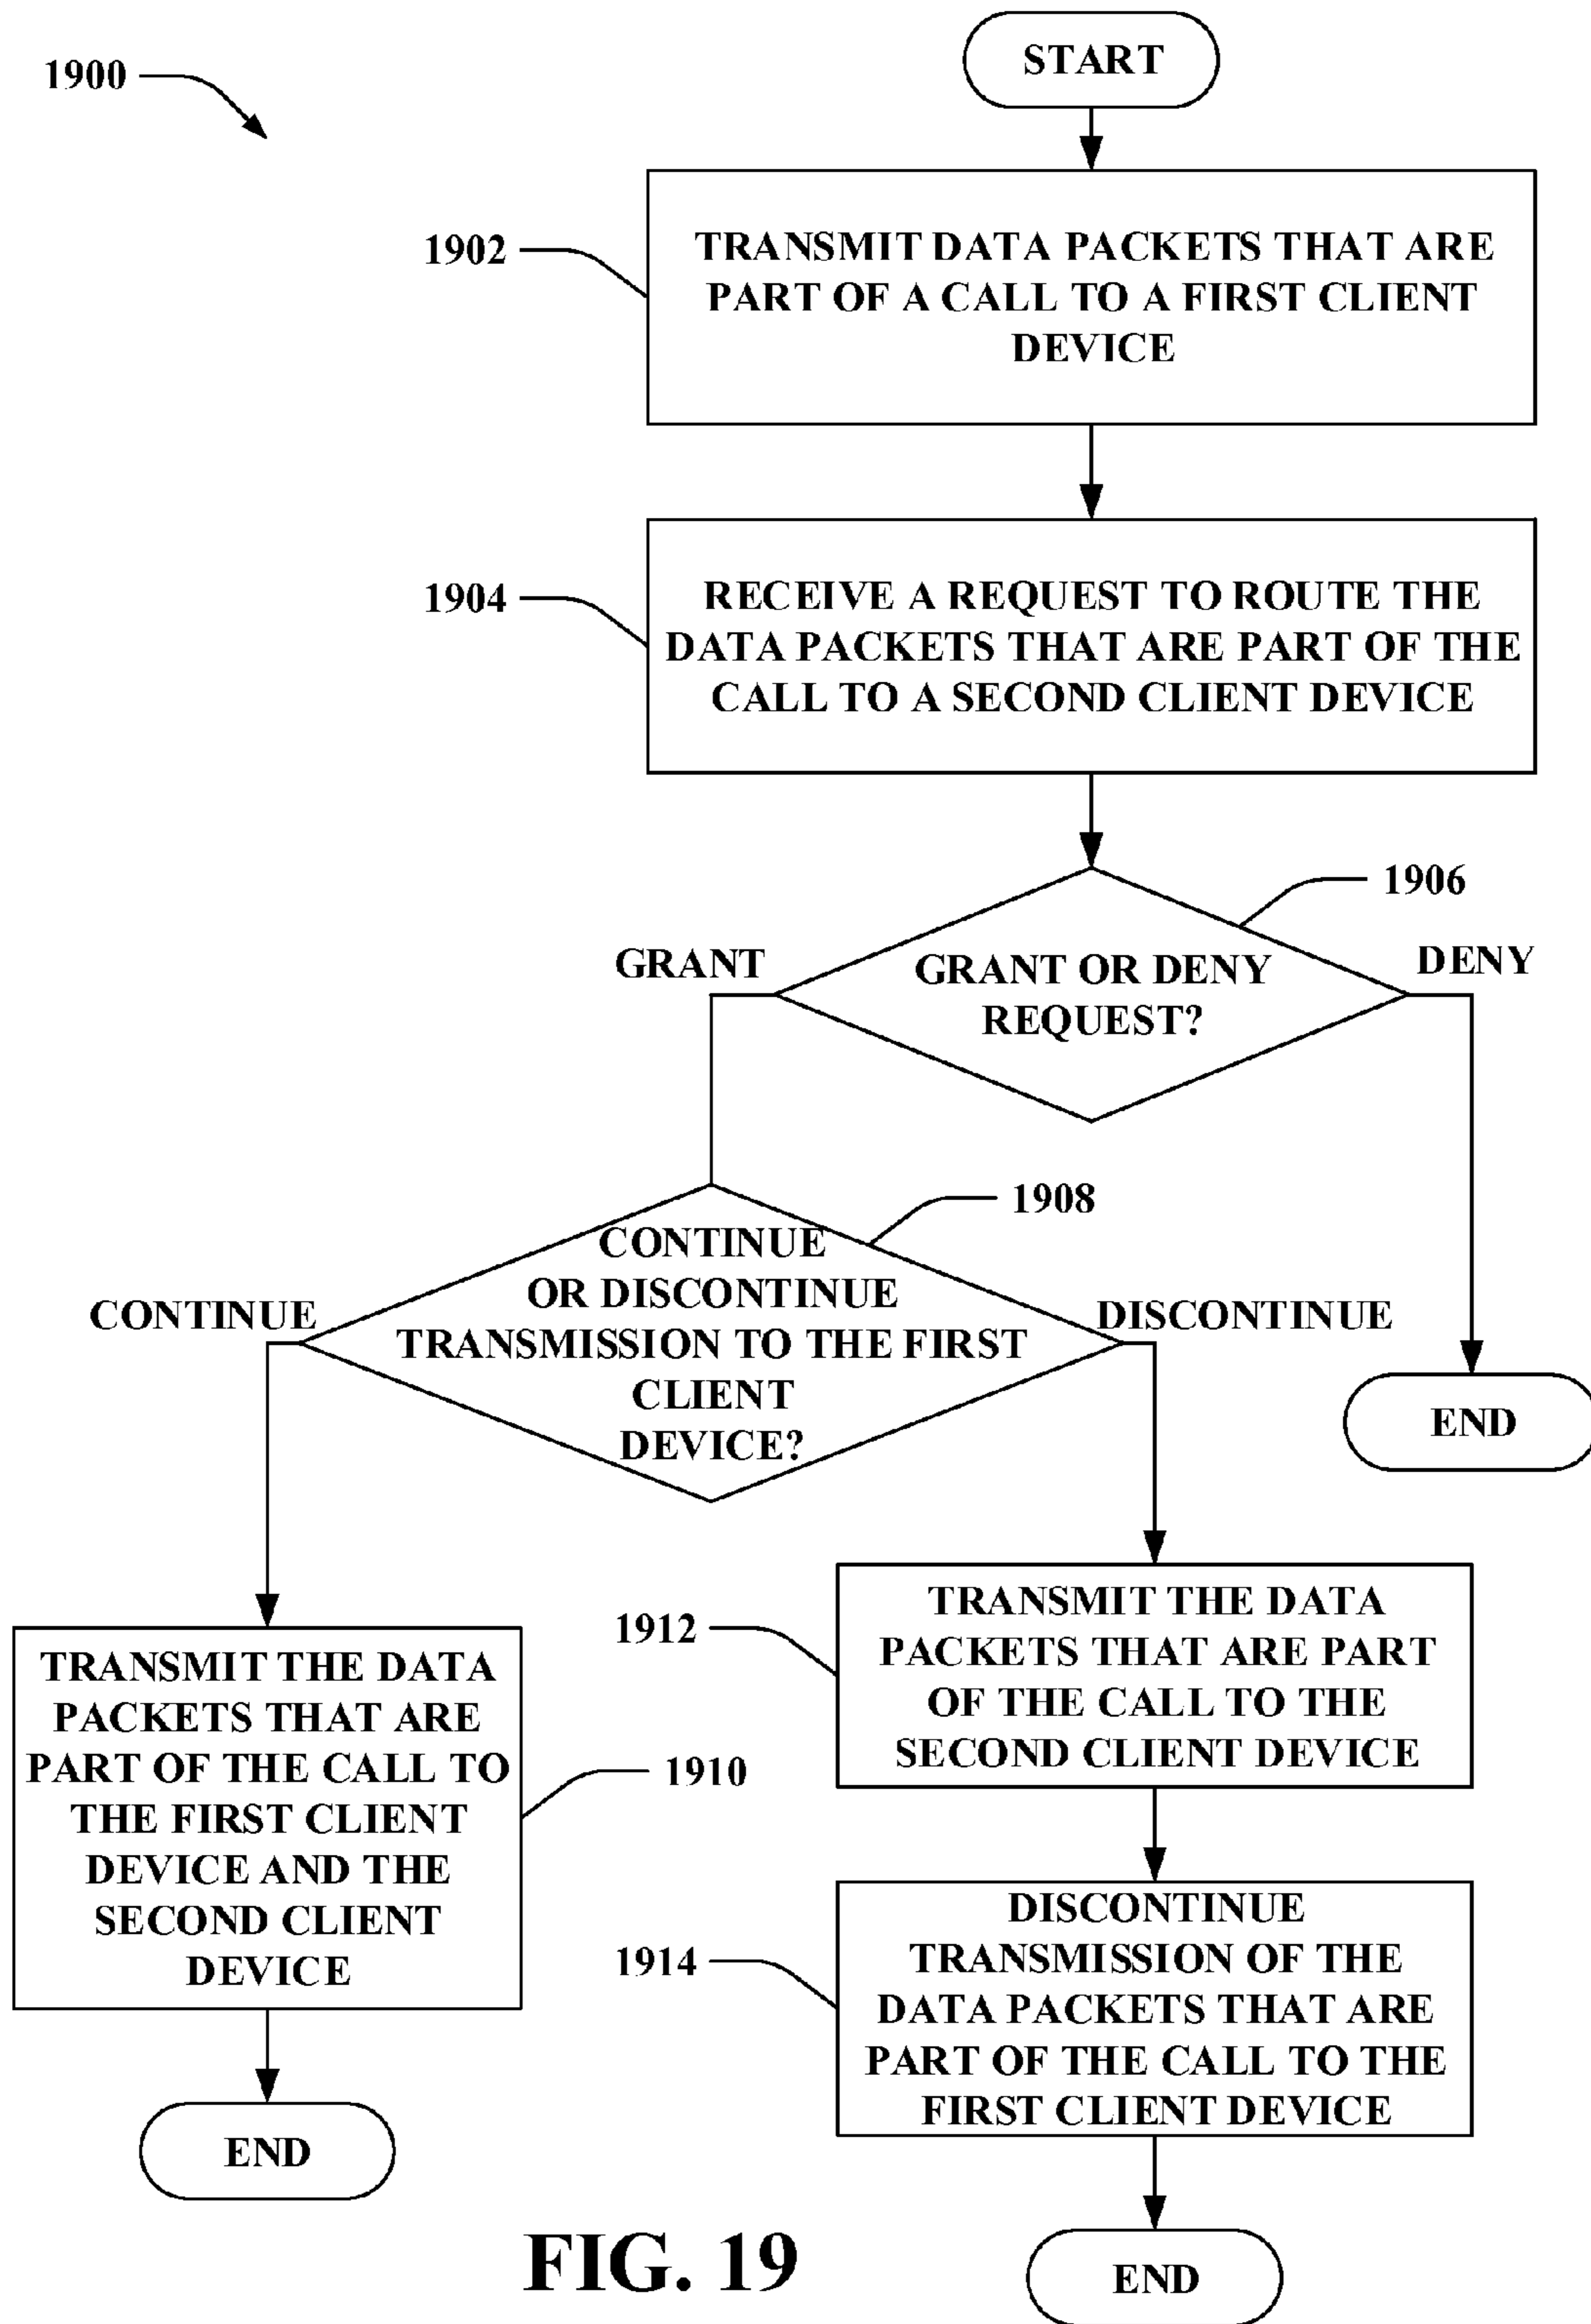 START
1900
1902
TRANSMIT DATA PACKETS THAT ARE
PART OF A CALL TO A FIRST CLIENT
DEVICE
1904
RECEIVE A REQUEST TO ROUTE THE
DATA PACKETS THAT ARE PART OF THE
CALL TO A SECOND CLIENT DEVICE
1906
GRANT
DENY
GRANT OR DENY
REQUEST?
1908
CONTINUE
OR DISCONTINUE
TRANSMISSION TO THE FIRST
CLIENT
DEVICE?
CONTINUE
DISCONTINUE
END
1912
TRANSMIT THE DATA
PACKETS THAT ARE PART
OF THE CALL TO THE
SECOND CLIENT DEVICE
TRANSMIT THE DATA
PACKETS THAT ARE
PART OF THE CALL TO
THE FIRST CLIENT
DEVICE AND THE
SECOND CLIENT
DEVICE
1910
1914
DISCONTINUE
TRANSMISSION OF THE
DATA PACKETS THAT ARE
PART OF THE CALL TO THE
FIRST CLIENT DEVICE
END
END
FIG. 19